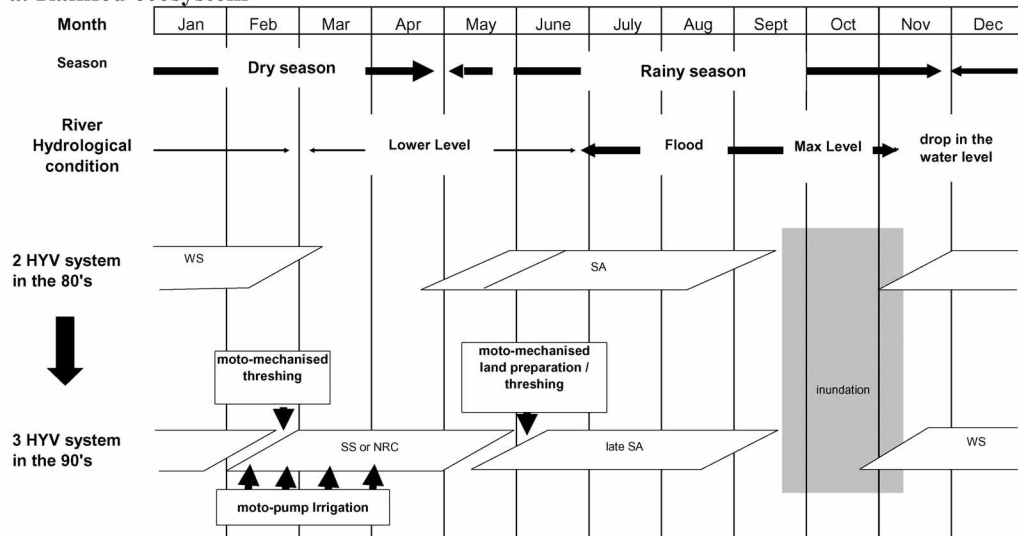 Month Jan Feb Mar Apr May June July Aug Sept Oct Nov Dec
Season Dry season Rainy season
River
Hydrological
condition
Lower Level Flood Max Level drop in the
water level
2 HYV system
in the 80's
WS SA
moto-mechanised
threshing
moto-mechanised
land preparation /
threshing
inundation
3 HYV system
in the 90's
SS or NRC late SA WS
moto-pump Irrigation